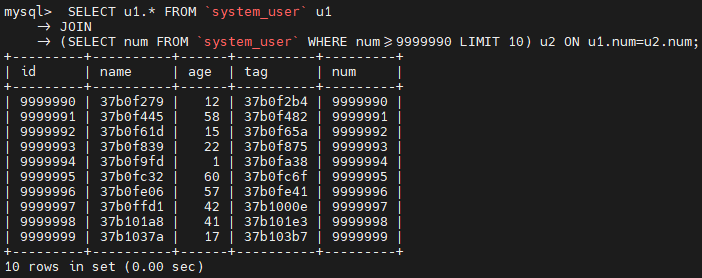 mysql>  SELECT u1.* FROM `system_user` u1
    -> JOIN
    -> (SELECT num FROM `system_user` WHERE num>=9999990 LIMIT 10) u2 ON u1.num=u2.num;
+---------+----------+------+----------+---------+
| id      | name     | age  | tag      | num     |
+---------+----------+------+----------+---------+
| 9999990 | 37b0f279 |   12 | 37b0f2b4 | 9999990 |
| 9999991 | 37b0f445 |   58 | 37b0f482 | 9999991 |
| 9999992 | 37b0f61d |   15 | 37b0f65a | 9999992 |
| 9999993 | 37b0f839 |   22 | 37b0f875 | 9999993 |
| 9999994 | 37b0f9fd |    1 | 37b0fa38 | 9999994 |
| 9999995 | 37b0fc32 |   60 | 37b0fc6f | 9999995 |
| 9999996 | 37b0fe06 |   57 | 37b0fe41 | 9999996 |
| 9999997 | 37b0ffd1 |   42 | 37b1000e | 9999997 |
| 9999998 | 37b101a8 |   41 | 37b101e3 | 9999998 |
| 9999999 | 37b1037a |   17 | 37b103b7 | 9999999 |
+---------+----------+------+----------+---------+
10 rows in set (0.00 sec)